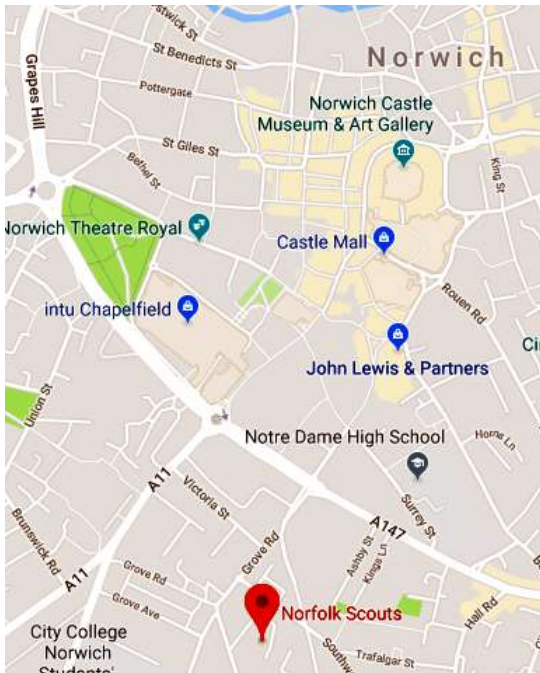 St Benedicts St
Norwich
Grapes Hill
Pottergate
Norwich Castle
Museum & Art Gallery
St Giles St
Bethel St
King St
Norwich Theatre Royal
Castle Mall
Rouen Rd
intu Chapelfield
John Lewis & Partners
Union St
Notre Dame High School
Horns Ln
A11
Victoria St
Surrey St
Brunswick Rd
A147
Grove Rd
Ashby St
Kings Ln
A11
Grove Rd
Grove Ave
Norfolk Scouts
Hall Rd
City College
Norwich
Students'
Trafalgar St